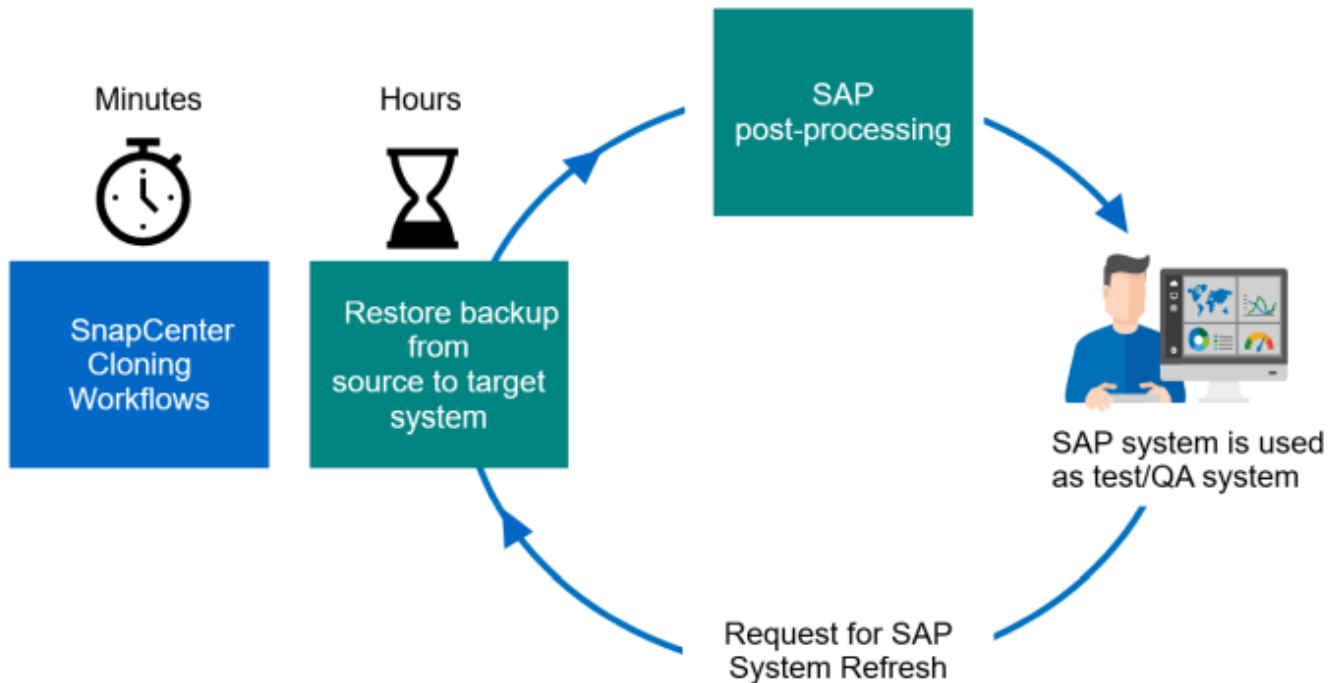 Minutes
Hours
SAP
post-processing
SnapCenter
Cloning
Workflows
Restore backup
from
source to target
system
SAP system is used
as test/QA system
Request for SAP
System Refresh